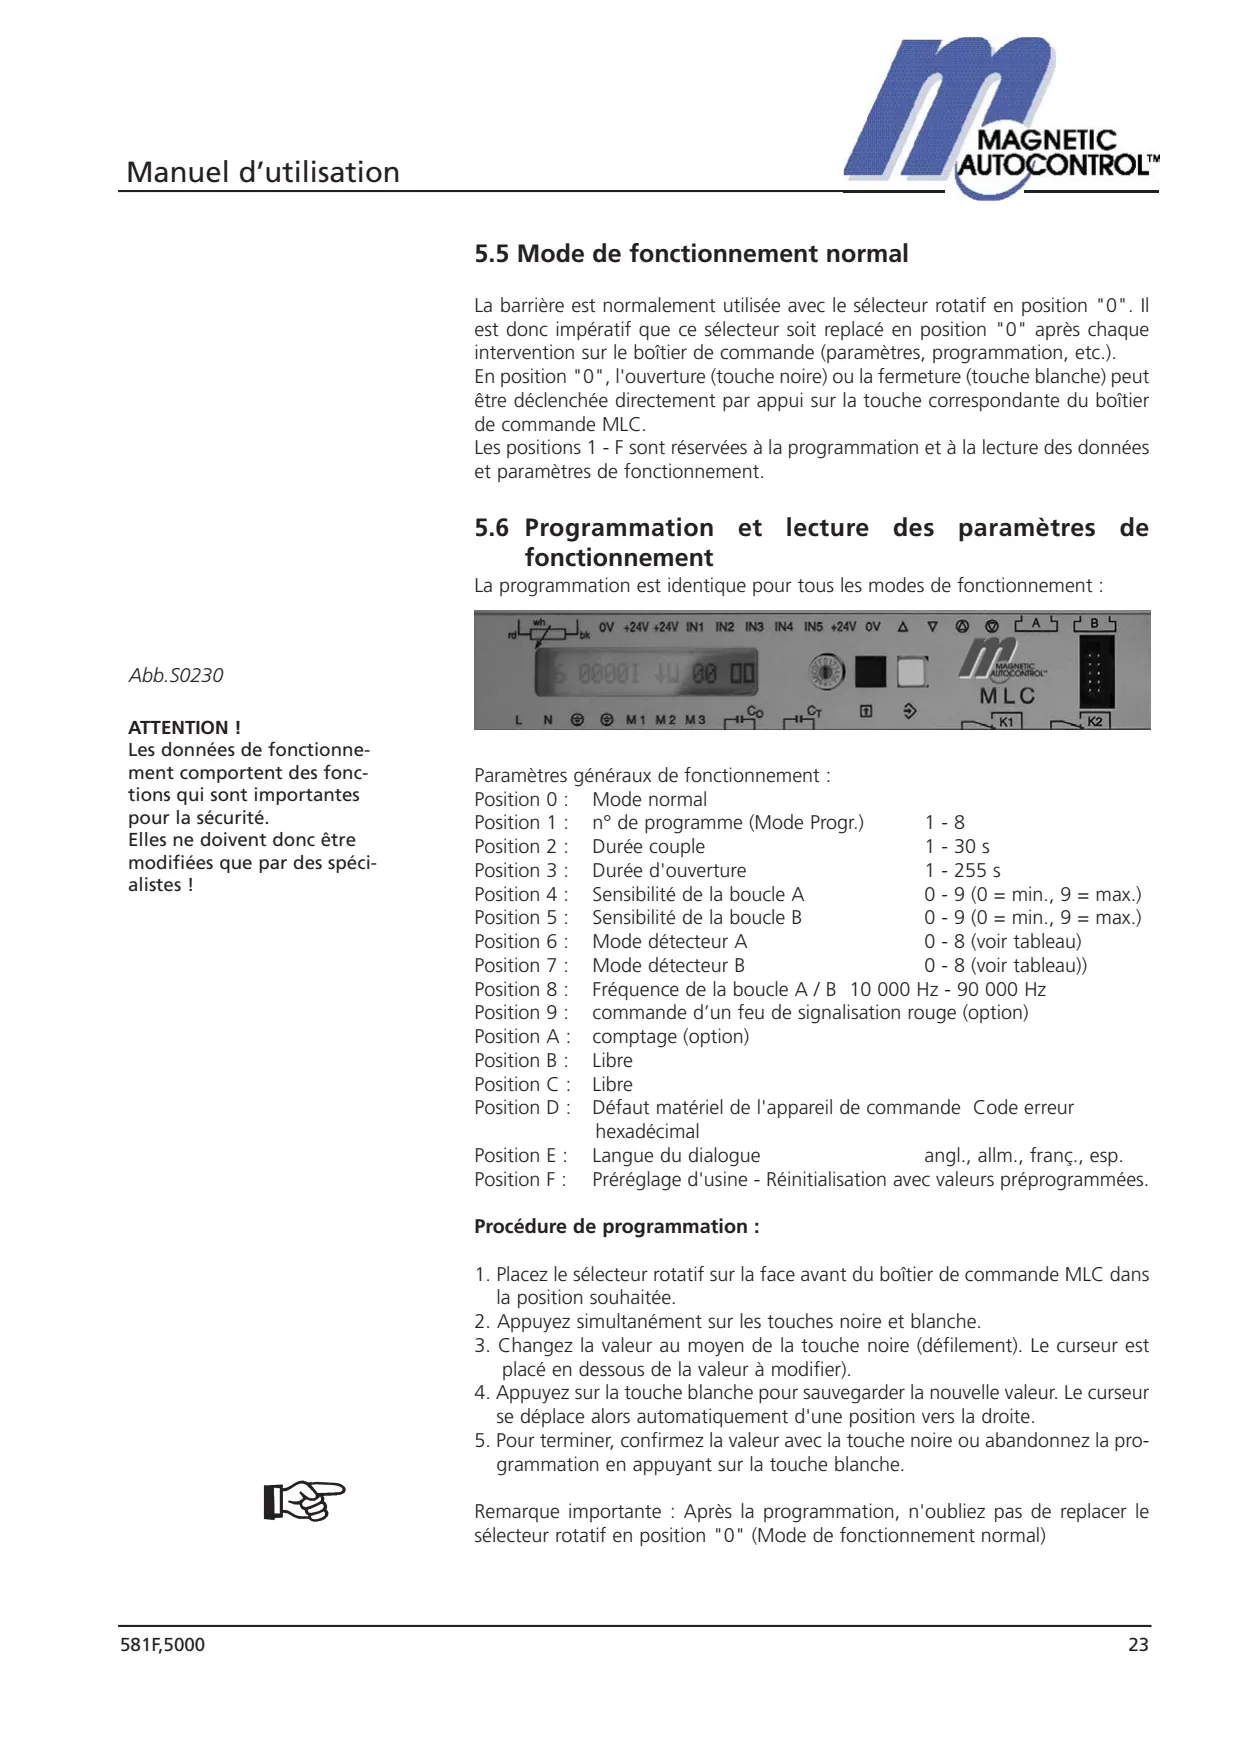 MAGNETIC
AUTOCONTROL™
Manuel d’utilisation
5.5 Mode de fonctionnement normal
La barrière est normalement utilisée avec le sélecteur rotatif en position "0". Il
est donc impératif que ce sélecteur soit replacé en position "0" après chaque
intervention sur le boîtier de commande (paramètres, programmation, etc.).
En position "0", l'ouverture (touche noire) ou la fermeture (touche blanche) peut
être déclenchée directement par appui sur la touche correspondante du boîtier
de commande MLC.
Les positions 1 - F sont réservées à la programmation et à la lecture des données
et paramètres de fonctionnement.
5.6 Programmation et lecture des paramètres de
fonctionnement
La programmation est identique pour tous les modes de fonctionnement :
rd wh bk 0V +24V +24V IN1 IN2 IN3 IN4 IN5 +24V 0V A B
MAGNETIC
AUTOCONTROL™
MLC
L N M1 M2 M3 CO CT K1 K2
Abb.S0230
ATTENTION !
Les données de fonctionne-
ment comportent des fonc-
tions qui sont importantes
pour la sécurité.
Elles ne doivent donc être
modifiées que par des spéci-
alistes !
Paramètres généraux de fonctionnement :
Position 0 : Mode normal
Position 1 : n° de programme (Mode Progr.) 1 - 8
Position 2 : Durée couple 1 - 30 s
Position 3 : Durée d'ouverture 1 - 255 s
Position 4 : Sensibilité de la boucle A 0 - 9 (0 = min., 9 = max.)
Position 5 : Sensibilité de la boucle B 0 - 9 (0 = min., 9 = max.)
Position 6 : Mode détecteur A 0 - 8 (voir tableau)
Position 7 : Mode détecteur B 0 - 8 (voir tableau))
Position 8 : Fréquence de la boucle A / B 10 000 Hz - 90 000 Hz
Position 9 : commande d’un feu de signalisation rouge (option)
Position A : comptage (option)
Position B : Libre
Position C : Libre
Position D : Défaut matériel de l'appareil de commande Code erreur
hexadécimal
Position E : Langue du dialogue angl., allm., franç., esp.
Position F : Préréglage d'usine - Réinitialisation avec valeurs préprogrammées.
Procédure de programmation :
1. Placez le sélecteur rotatif sur la face avant du boîtier de commande MLC dans
la position souhaitée.
2. Appuyez simultanément sur les touches noire et blanche.
3. Changez la valeur au moyen de la touche noire (défilement). Le curseur est
placé en dessous de la valeur à modifier).
4. Appuyez sur la touche blanche pour sauvegarder la nouvelle valeur. Le curseur
se déplace alors automatiquement d'une position vers la droite.
5. Pour terminer, confirmez la valeur avec la touche noire ou abandonnez la pro-
grammation en appuyant sur la touche blanche.
Remarque importante : Après la programmation, n'oubliez pas de replacer le
sélecteur rotatif en position "0" (Mode de fonctionnement normal)
581F,5000
23